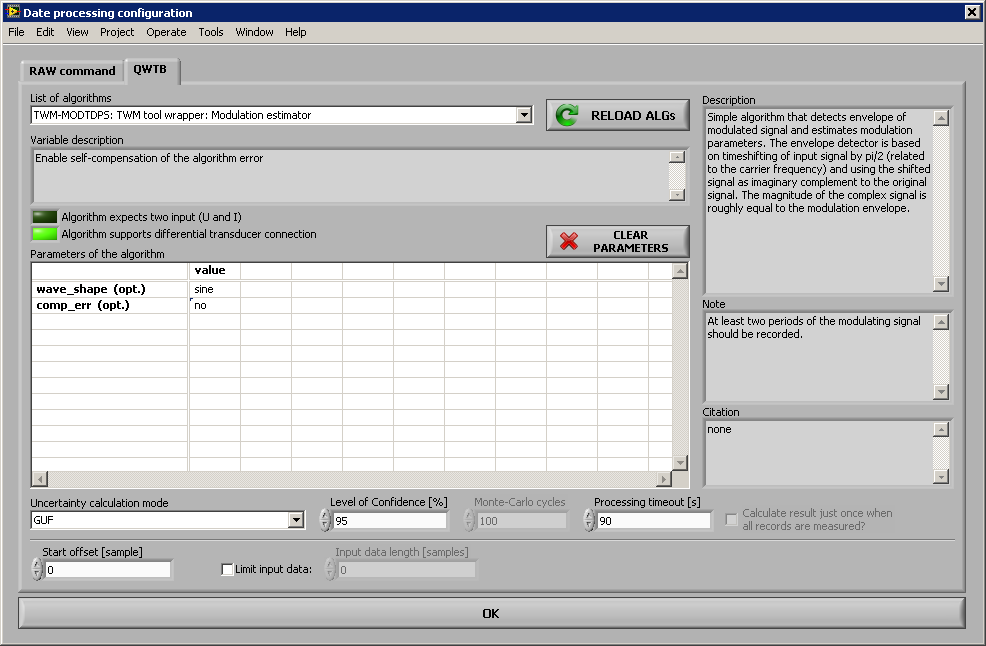 Date processing configuration
File Edit View Project Operate Tools Window Help
RAW command QWTB
List of algorithms
TWM-MODTDPS: TWM tool wrapper: Modulation estimator
RELOAD ALGs
Variable description
Enable self-compensation of the algorithm error
Algorithm expects two input (U and I)
Algorithm supports differential transducer connection
CLEAR
PARAMETERS
Parameters of the algorithm
value
wave_shape (opt.) sine
comp_err (opt.) no
Description
Simple algorithm that detects envelope of
modulated signal and estimates modulation
parameters. The envelope detector is based
on timeshifting of input signal by pi/2 (related
to the carrier frequency) and using the shifted
signal as imaginary complement to the original
signal. The magnitude of the complex signal is
roughly equal to the modulation envelope.
Note
At least two periods of the modulating signal
should be recorded.
Citation
none
Uncertainty calculation mode
GUF
Level of Confidence [%]
95
Monte-Carlo cycles
100
Processing timeout [s]
90
Calculate result just once when
all records are measured?
Start offset [sample]
0
Limit input data:
Input data length [samples]
0
OK